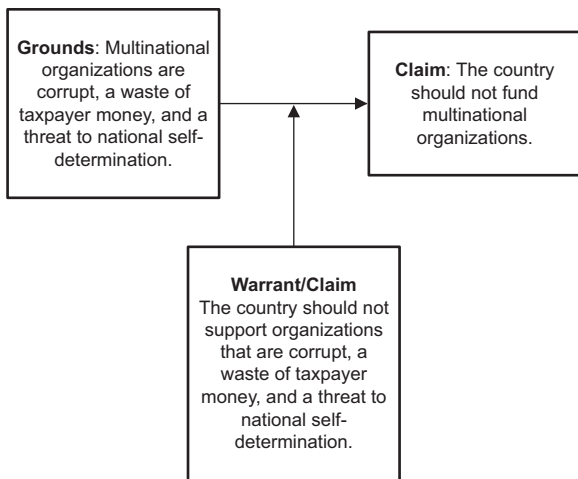 Grounds: Multinational
organizations are
corrupt, a waste of
taxpayer money, and a
threat to national self-
determination.
Claim: The country
should not fund
multinational
organizations.
Warrant/Claim
The country should not
support organizations
that are corrupt, a
waste of taxpayer
money, and a threat to
national self-
determination.